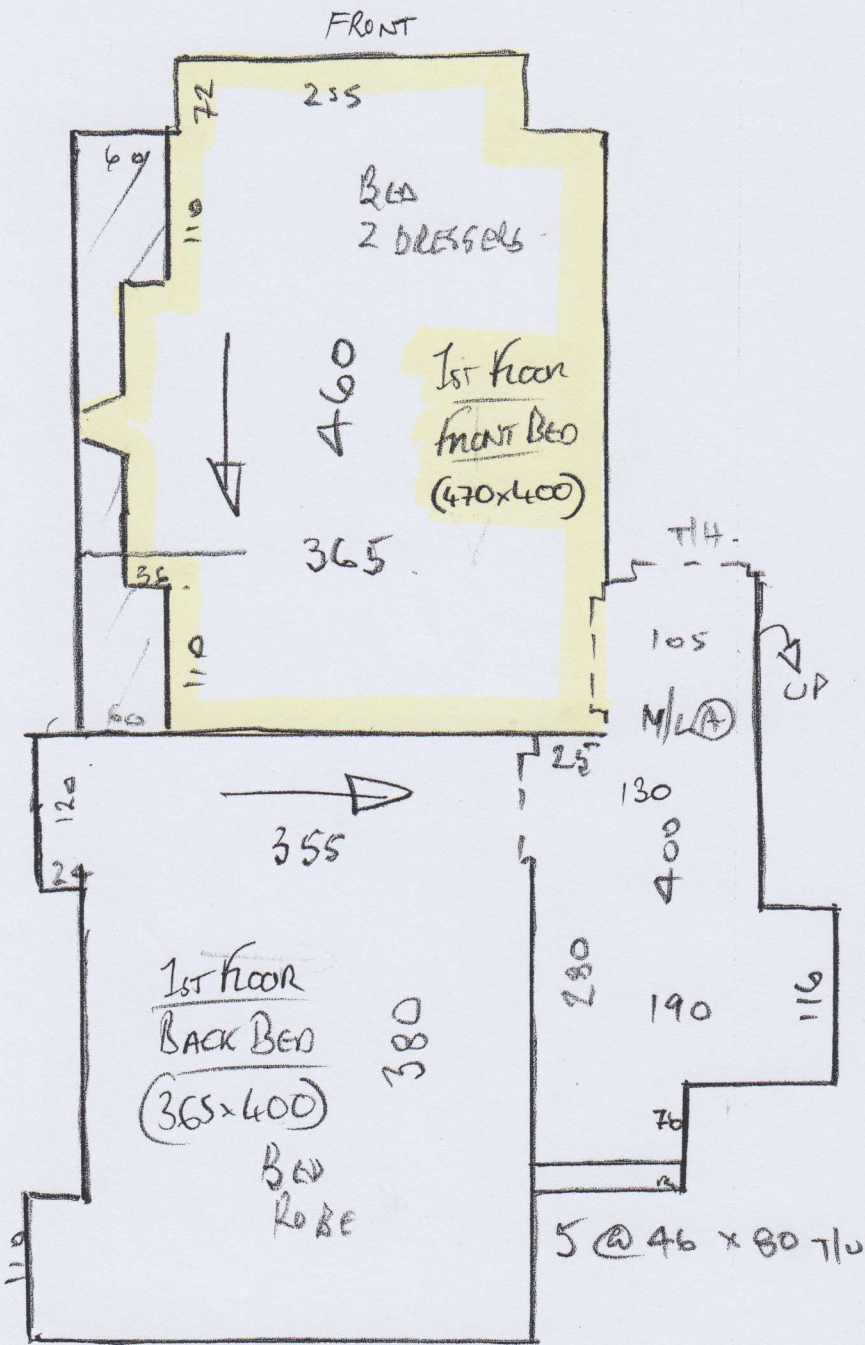 FRONT
72
255
60
110
BED
2 DRESSERS
460
1ST FLOOR
FRONT BED
(470x400)
365
35
110
60
T/H.
105
UP
M/L A
25
130
400
120
355
24
1ST FLOOR
BACK BED
(365x400)
380
280
190
116
BED
ROBE
76
110
5 @ 46 x 80 T/U